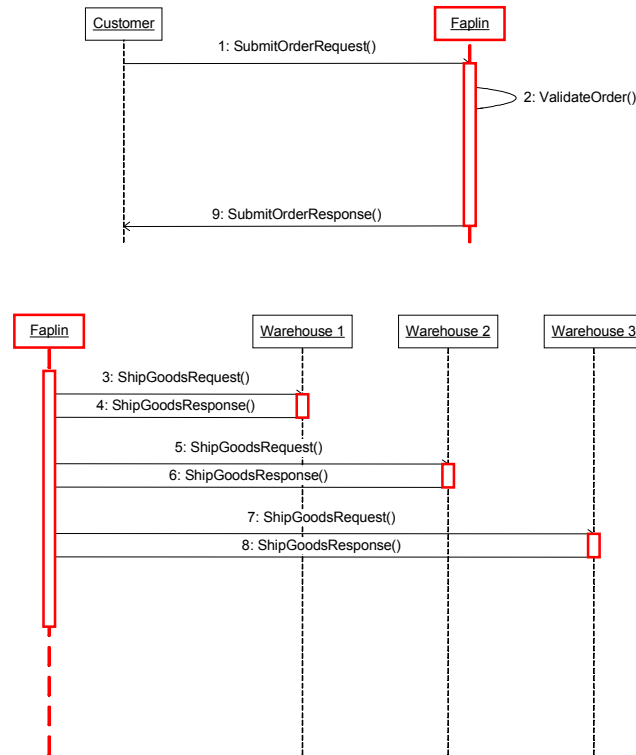 Customer
Faplin
1: SubmitOrderRequest()
2: ValidateOrder()
9: SubmitOrderResponse()
Faplin
Warehouse 1
Warehouse 2
Warehouse 3
3: ShipGoodsRequest()
4: ShipGoodsResponse()
5: ShipGoodsRequest()
6: ShipGoodsResponse()
7: ShipGoodsRequest()
8: ShipGoodsResponse()